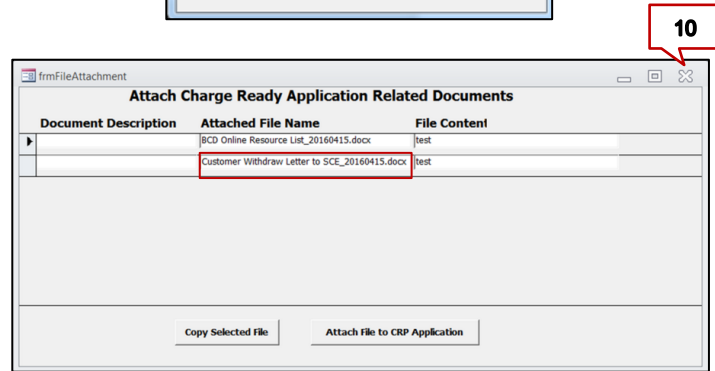 10
frmFileAttachment
Attach Charge Ready Application Related Documents
Document Description Attached File Name File Content
BCD Online Resource List_20160415.docx test
Customer Withdraw Letter to SCE_20160415.docx test
Copy Selected File Attach File to CRP Application